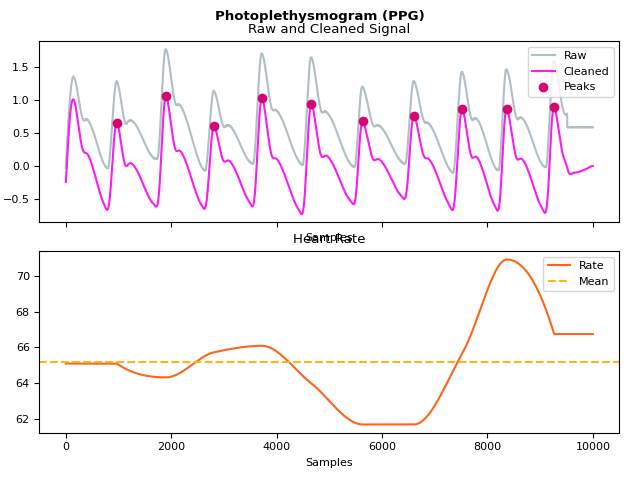 Photoplethysmogram (PPG)
Raw and Cleaned Signal
Raw
Cleaned
Peaks
1.5
1.0
0.5
0.0
−0.5
Samples
Heart Rate
Rate
Mean
70
68
66
64
62
0 2000 4000 6000 8000 10000
Samples